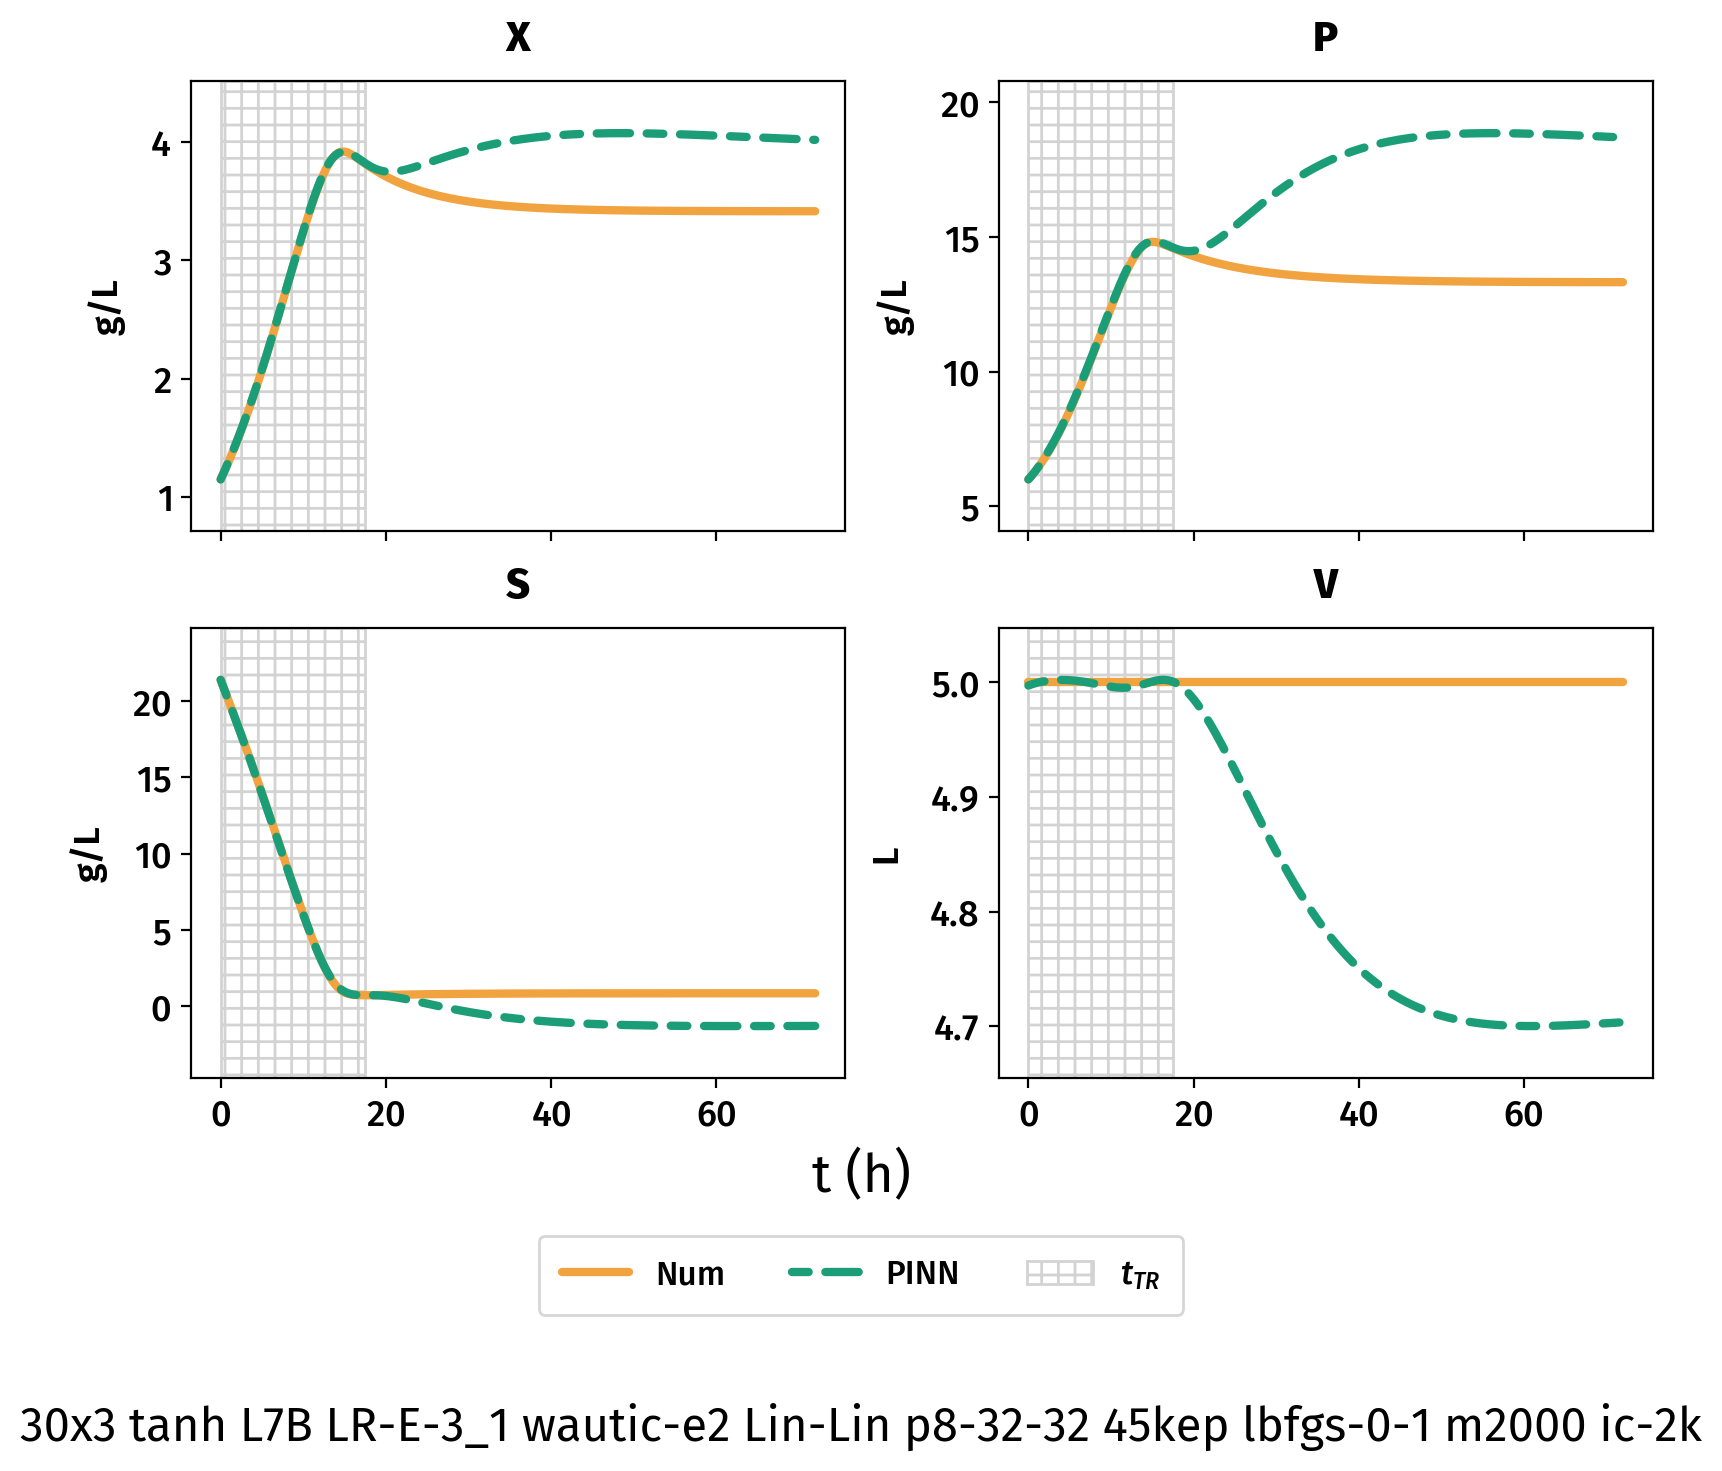 X
P
4
3
2
1
g/L
20
15
10
5
g/L
S
V
20
15
10
5
0
g/L
5.0
4.9
4.8
4.7
L
0 20 40 60
0 20 40 60
t (h)
Num PINN t_TR
30x3 tanh L7B LR-E-3_1 wautic-e2 Lin-Lin p8-32-32 45kep lbfgs-0-1 m2000 ic-2k